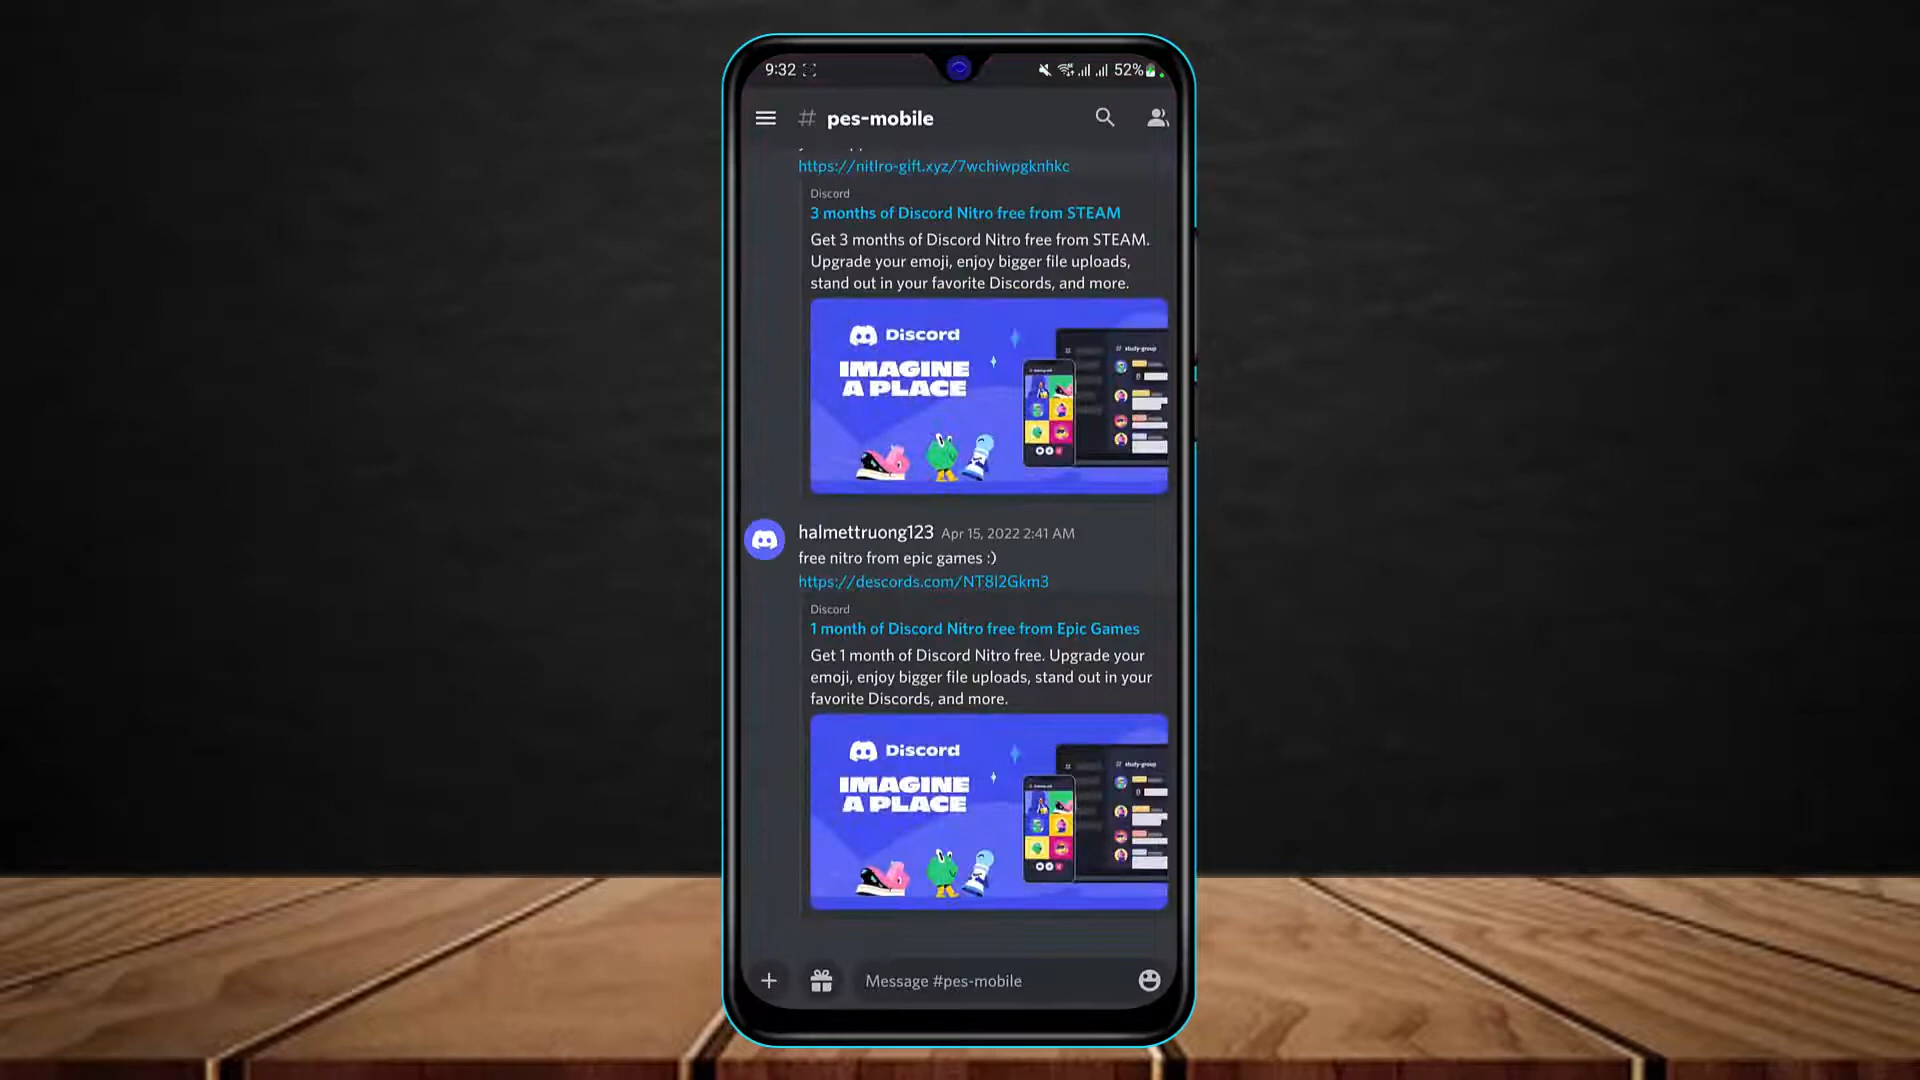 9:32
52%
# pes-mobile
https://nitlro-gift.xyz/7wchiwpgknhkc
Discord
3 months of Discord Nitro free from STEAM
Get 3 months of Discord Nitro free from STEAM.
Upgrade your emoji, enjoy bigger file uploads,
stand out in your favorite Discords, and more.
Discord
IMAGINE
A PLACE
# study-group
halmettruong123 Apr 15, 2022 2:41 AM
free nitro from epic games :)
https://descords.com/NT8I2Gkm3
Discord
1 month of Discord Nitro free from Epic Games
Get 1 month of Discord Nitro free. Upgrade your
emoji, enjoy bigger file uploads, stand out in your
favorite Discords, and more.
Discord
IMAGINE
A PLACE
# study-group
Message #pes-mobile